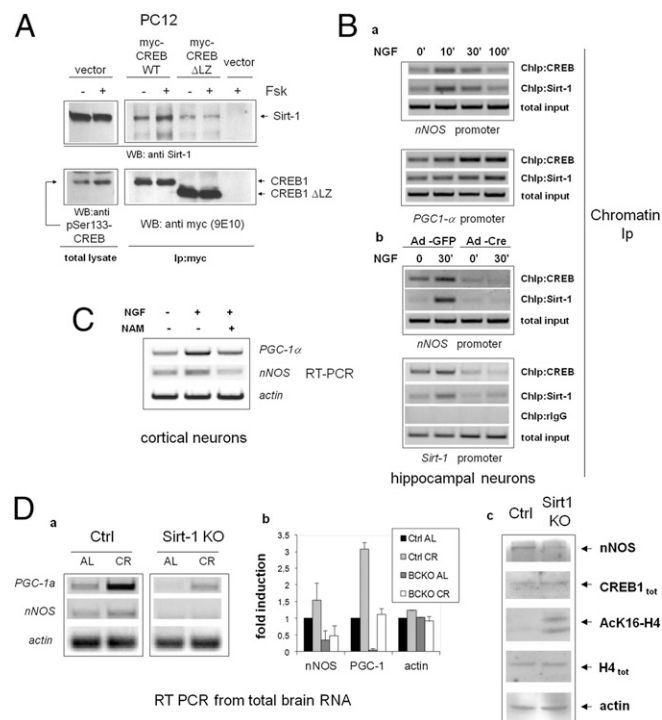 PC12
A
vector
myc-CREB WT
myc-CREB ΔLZ
vector
- + - + - + + Fsk
Sirt-1
WB: anti Sirt-1
CREB1
CREB1 ΔLZ
WB:anti pSer133-CREB
WB: anti myc (9E10)
total lysate
Ip:myc
B
a
NGF 0' 10' 30' 100'
ChIp:CREB
ChIp:Sirt-1
total input
nNOS promoter
ChIp:CREB
ChIp:Sirt-1
total input
PGC1-α promoter
b
Ad -GFP Ad -Cre
NGF 0 30' 0' 30'
ChIp:CREB
ChIp:Sirt-1
total input
nNOS promoter
ChIp:CREB
ChIp:Sirt-1
ChIp:rIgG
total input
Sirt-1 promoter
hippocampal neurons
Chromatin Ip
C
NGF - + +
NAM - - +
PGC-1α
nNOS
actin
RT-PCR
cortical neurons
D
a
Ctrl Sirt-1 KO
AL CR AL CR
PGC-1a
nNOS
actin
b
fold induction
3.5
3
2.5
2
1.5
1
0.5
0
nNOS PGC-1 actin
Ctrl AL
Ctrl CR
BCKO AL
BCKO CR
RT PCR from total brain RNA
c
Ctrl Sirt1 KO
nNOS
CREB1 tot
AcK16-H4
H4 tot
actin